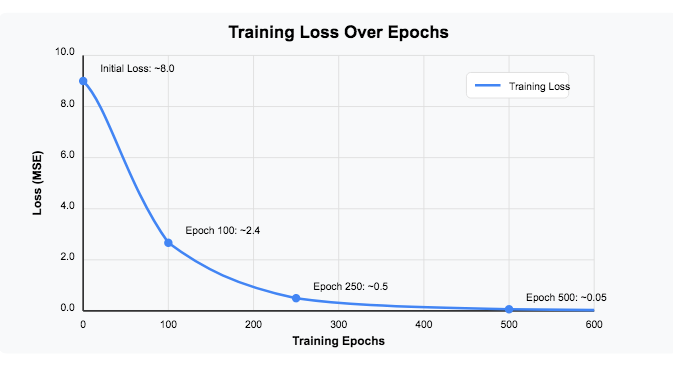 Training Loss Over Epochs
10.0
Initial Loss: ~8.0
Training Loss
8.0
6.0
Loss (MSE)
4.0
Epoch 100: ~2.4
2.0
Epoch 250: ~0.5
Epoch 500: ~0.05
0.0
0 100 200 300 400 500 600
Training Epochs